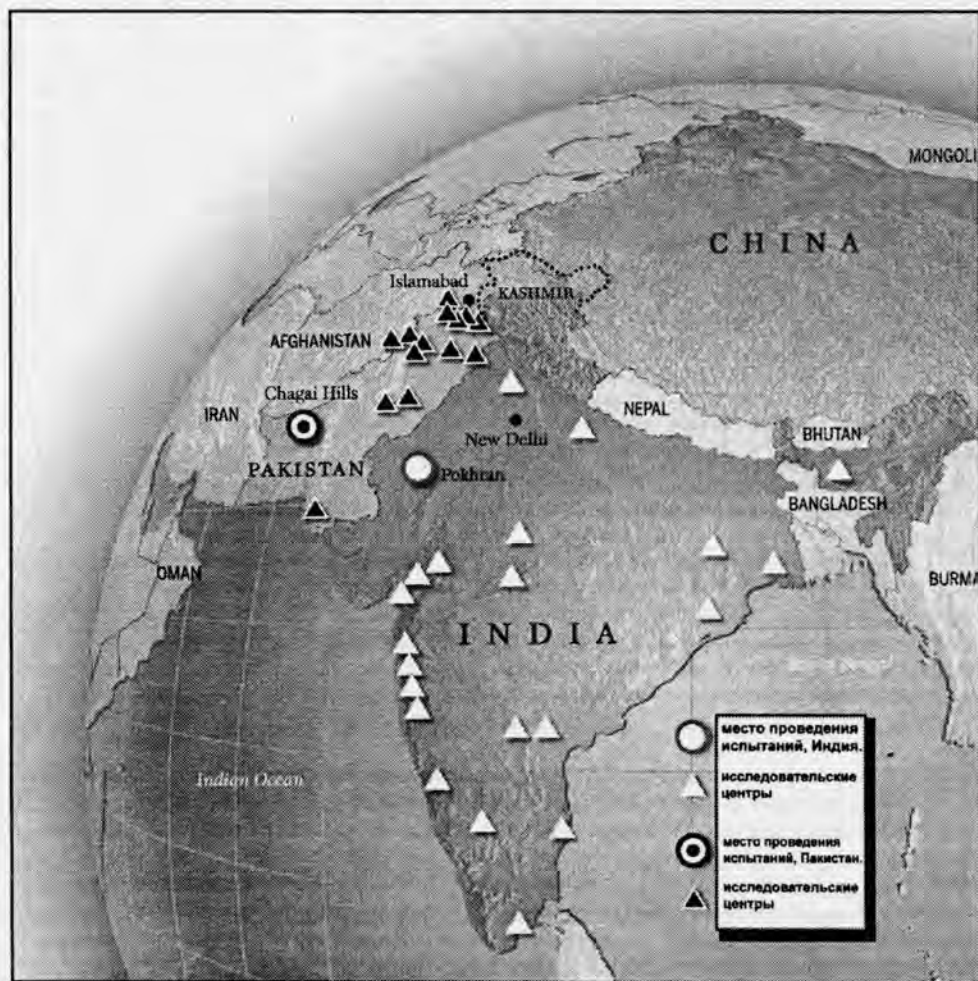 MONGOLI
CHINA
Islamabad
KASHMIR
AFGHANISTAN
Chagai Hills
IRAN
NEPAL
New Delhi
BHUTAN
PAKISTAN
Pokhran
BANGLADESH
OMAN
BURMA
INDIA
Indian Ocean
место проведения
испытаний, Индия.
исследовательские
центры
место проведения
испытаний, Пакистан.
исследовательские
центры